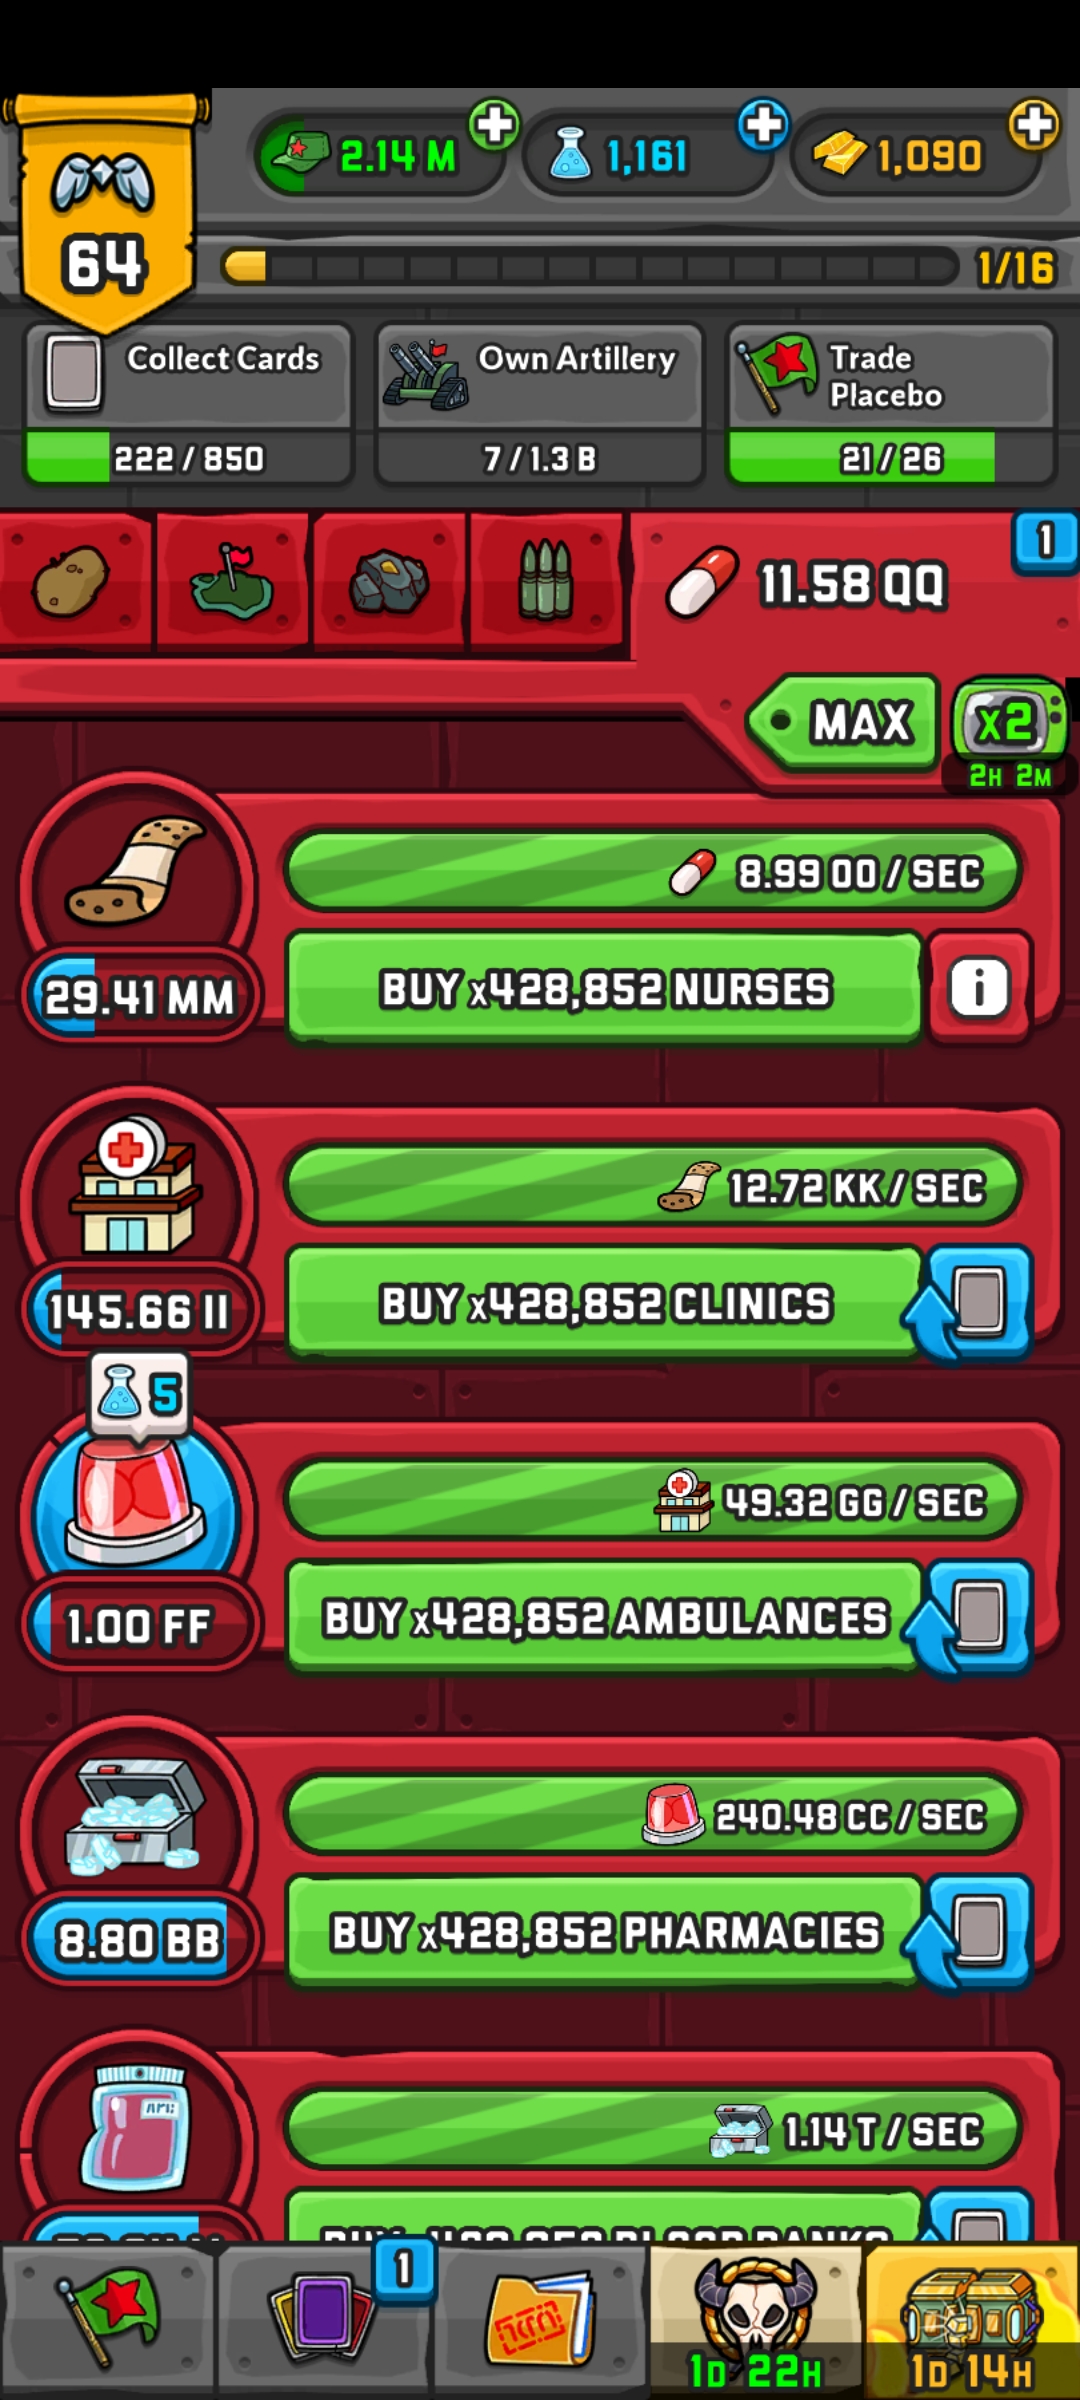 64
2.14 M
1,161
1,090
1/16
Collect Cards
222 / 850
Own Artillery
7 / 1.3 B
Trade
Placebo
21 / 26
11.58 QQ
1
MAX
x2
2H 2M
8.99 OO / SEC
29.41 MM
BUY x428,852 NURSES
i
12.72 KK / SEC
145.66 II
BUY x428,852 CLINICS
5
49.32 GG / SEC
1.00 FF
BUY x428,852 AMBULANCES
240.48 CC / SEC
8.80 BB
BUY x428,852 PHARMACIES
1.14 T / SEC
1
1D 22H
1D 14H